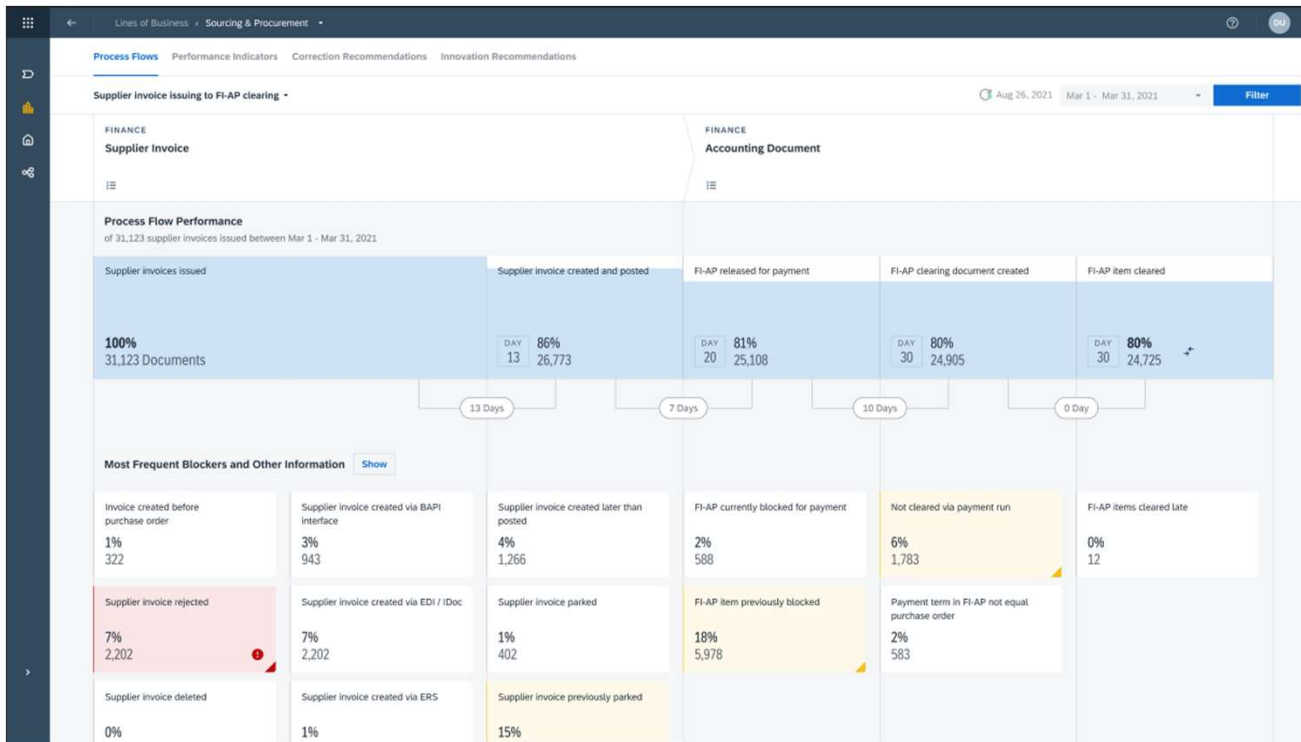 Lines of Business › Sourcing & Procurement
DU
Process Flows Performance Indicators Correction Recommendations Innovation Recommendations
Supplier invoice issuing to FI-AP clearing
Aug 26, 2021 Mar 1 - Mar 31, 2021 Filter
FINANCE
Supplier Invoice
FINANCE
Accounting Document
Process Flow Performance
of 31,123 supplier invoices issued between Mar 1 - Mar 31, 2021
Supplier invoices issued
100%
31,123 Documents
Supplier invoice created and posted
DAY 86%
13 26,773
FI-AP released for payment
DAY 81%
20 25,108
FI-AP clearing document created
DAY 80%
30 24,905
FI-AP item cleared
DAY 80%
30 24,725
13 Days
7 Days
10 Days
0 Day
Most Frequent Blockers and Other Information Show
Invoice created before
purchase order
1%
322
Supplier invoice created via BAPI
interface
3%
943
Supplier invoice created later than
posted
4%
1,266
FI-AP currently blocked for payment
2%
588
Not cleared via payment run
6%
1,783
FI-AP items cleared late
0%
12
Supplier invoice rejected
7%
2,202
Supplier invoice created via EDI / IDoc
7%
2,202
Supplier invoice parked
1%
402
FI-AP item previously blocked
18%
5,978
Payment term in FI-AP not equal
purchase order
2%
583
Supplier invoice deleted
0%
Supplier invoice created via ERS
1%
Supplier invoice previously parked
15%